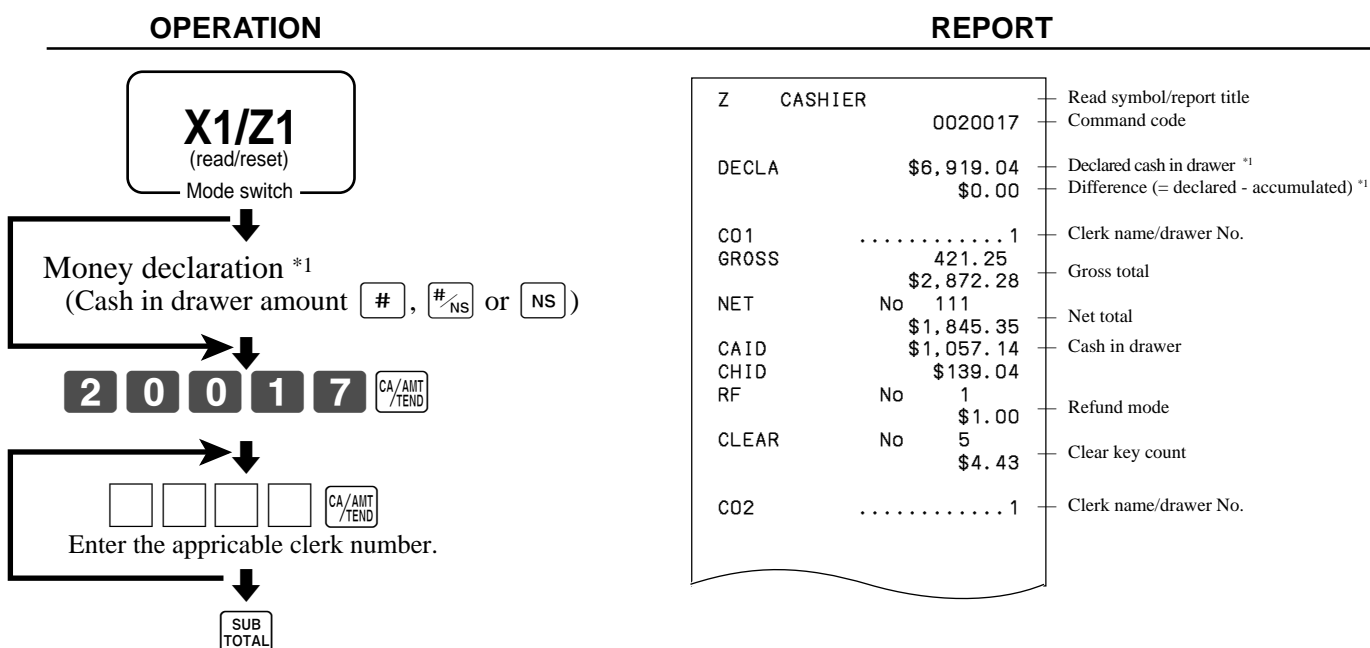 OPERATION
X1/Z1
(read/reset)
Mode switch
Money declaration *1
(Cash in drawer amount #, #/NS or NS)
2 0 0 1 7 CA/AMT TEND
CA/AMT TEND
Enter the appricable clerk number.
SUB
TOTAL
REPORT
Z CASHIER Read symbol/report title
0020017 Command code
DECLA $6,919.04 Declared cash in drawer *1
$0.00 Difference (= declared - accumulated) *1
C01 ............1 Clerk name/drawer No.
GROSS 421.25
$2,872.28 Gross total
NET No 111
$1,845.35 Net total
CAID $1,057.14 Cash in drawer
CHID $139.04
RF No 1
$1.00 Refund mode
CLEAR No 5
$4.43 Clear key count
C02 ............1 Clerk name/drawer No.